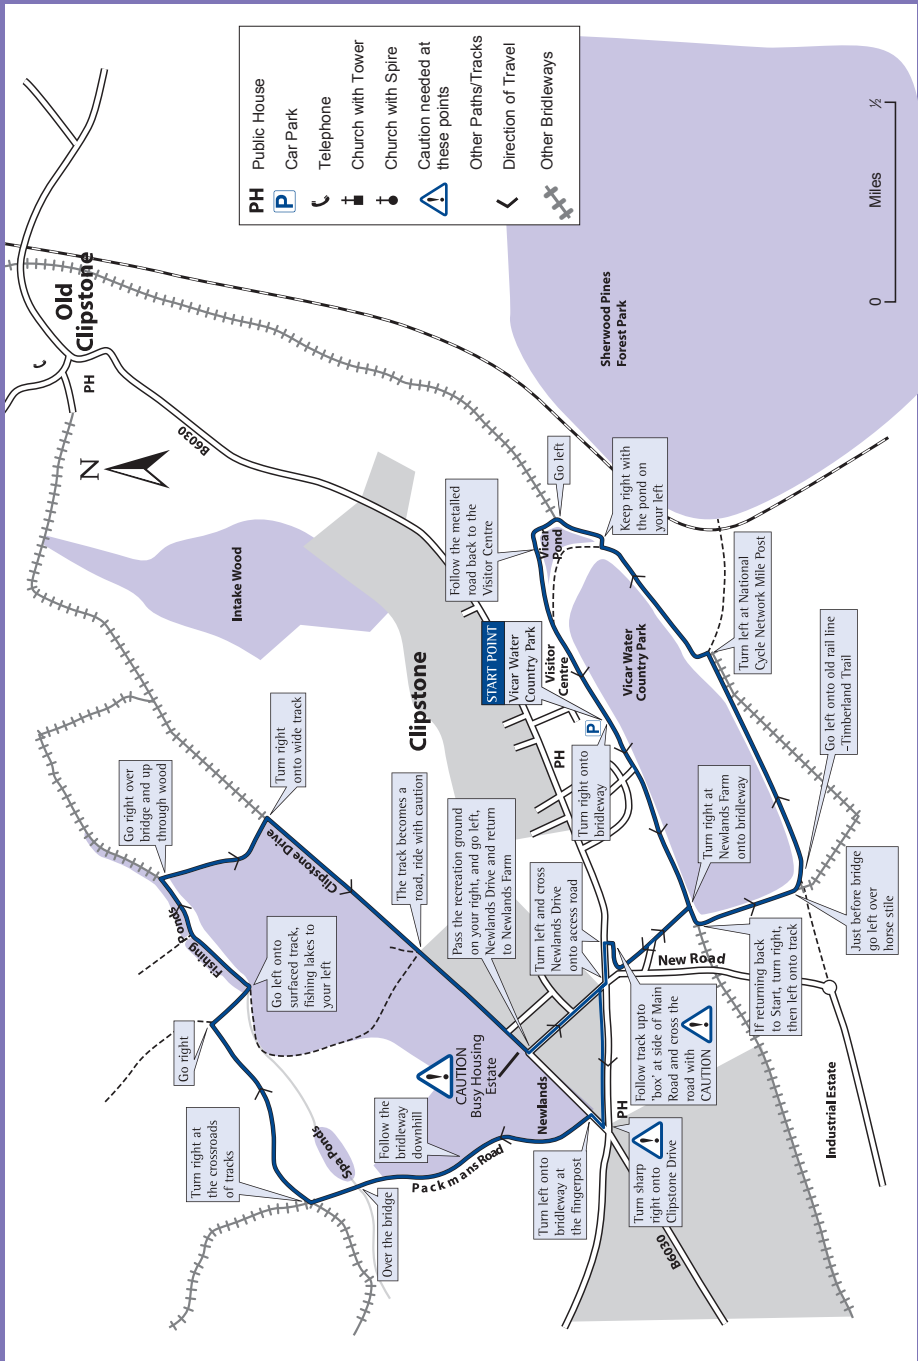 PH Public House
P Car Park
Telephone
Church with Tower
Church with Spire
Caution needed at
these points
Other Paths/Tracks
Direction of Travel
Other Bridleways
0
Miles
½
Old
Clipstone
PH
N
B6030
Intake Wood
Sherwood Pines
Forest Park
Clipstone
Go right over
bridge and up
through wood
Turn right
onto wide track
Clipstone Drive
Fishing Ponds
Go left onto
surfaced track,
fishing lakes to
your left
Go right
Turn right at
the crossroads
of tracks
Spa Ponds
Over the bridge
Follow the
bridleway
downhill
Packmans Road
The track becomes a
road, ride with caution
Pass the recreation ground
on your right, and go left,
Newlands Drive and return
to Newlands Farm
CAUTION
Busy Housing
Estate
Newlands
Turn left onto
bridleway at
the fingerpost
PH
Turn sharp
right onto
Clipstone Drive
B6030
Turn left and cross
Newlands Drive
onto access road
Follow track upto
'box' at side of Main
Road and cross the
road with
CAUTION
New Road
Industrial Estate
Follow the metalled
road back to the
Visitor Centre
Go left
Keep right with
the pond on
your left
Vicar
Pond
START POINT
Vicar Water
Country Park
Visitor
Centre
P
PH
Turn right onto
bridleway
Vicar Water
Country Park
Turn left at National
Cycle Network Mile Post
Go left onto old rail line
–Timberland Trail
Turn right at
Newlands Farm
onto bridleway
Just before bridge
go left over
horse stile
If returning back
to Start, turn right,
then left onto track